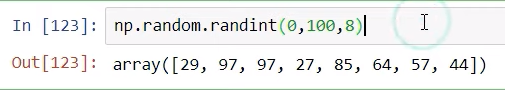 In [123]: np.random.randint(0,100,8)
Out[123]: array([29, 97, 97, 27, 85, 64, 57, 44])